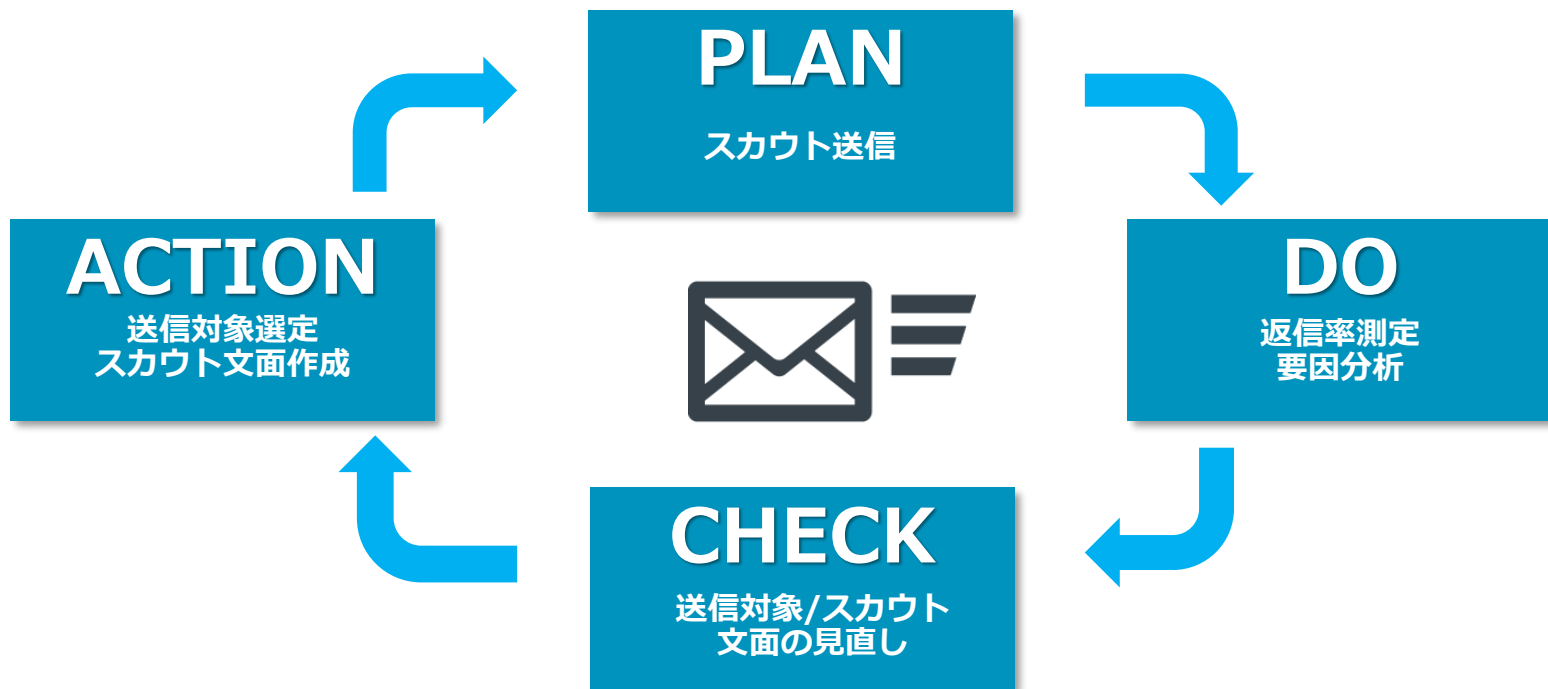 PLAN
スカウト送信
DO
返信率測定
要因分析
CHECK
送信対象/スカウト
文面の見直し
ACTION
送信対象選定
スカウト文面作成